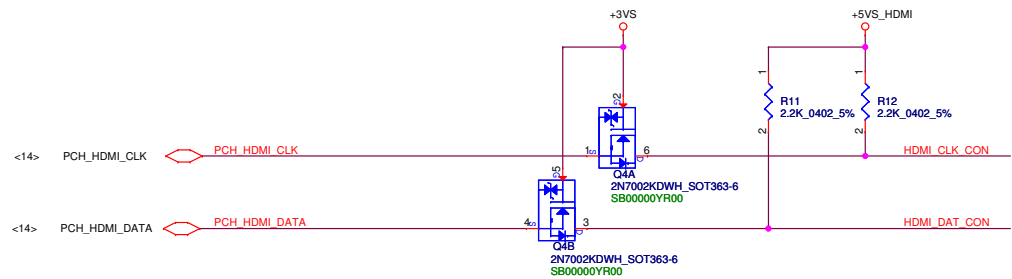 +3VS
+5VS_HDMI
1
1
2
G
R11
2.2K_0402_5%
R12
2.2K_0402_5%
2
2
<14>
PCH_HDMI_CLK
PCH_HDMI_CLK
1
S
D
6
HDMI_CLK_CON
Q4A
2N7002KDWH_SOT363-6
SB00000YR00
5
G
<14>
PCH_HDMI_DATA
PCH_HDMI_DATA
4
S
D
3
HDMI_DAT_CON
Q4B
2N7002KDWH_SOT363-6
SB00000YR00